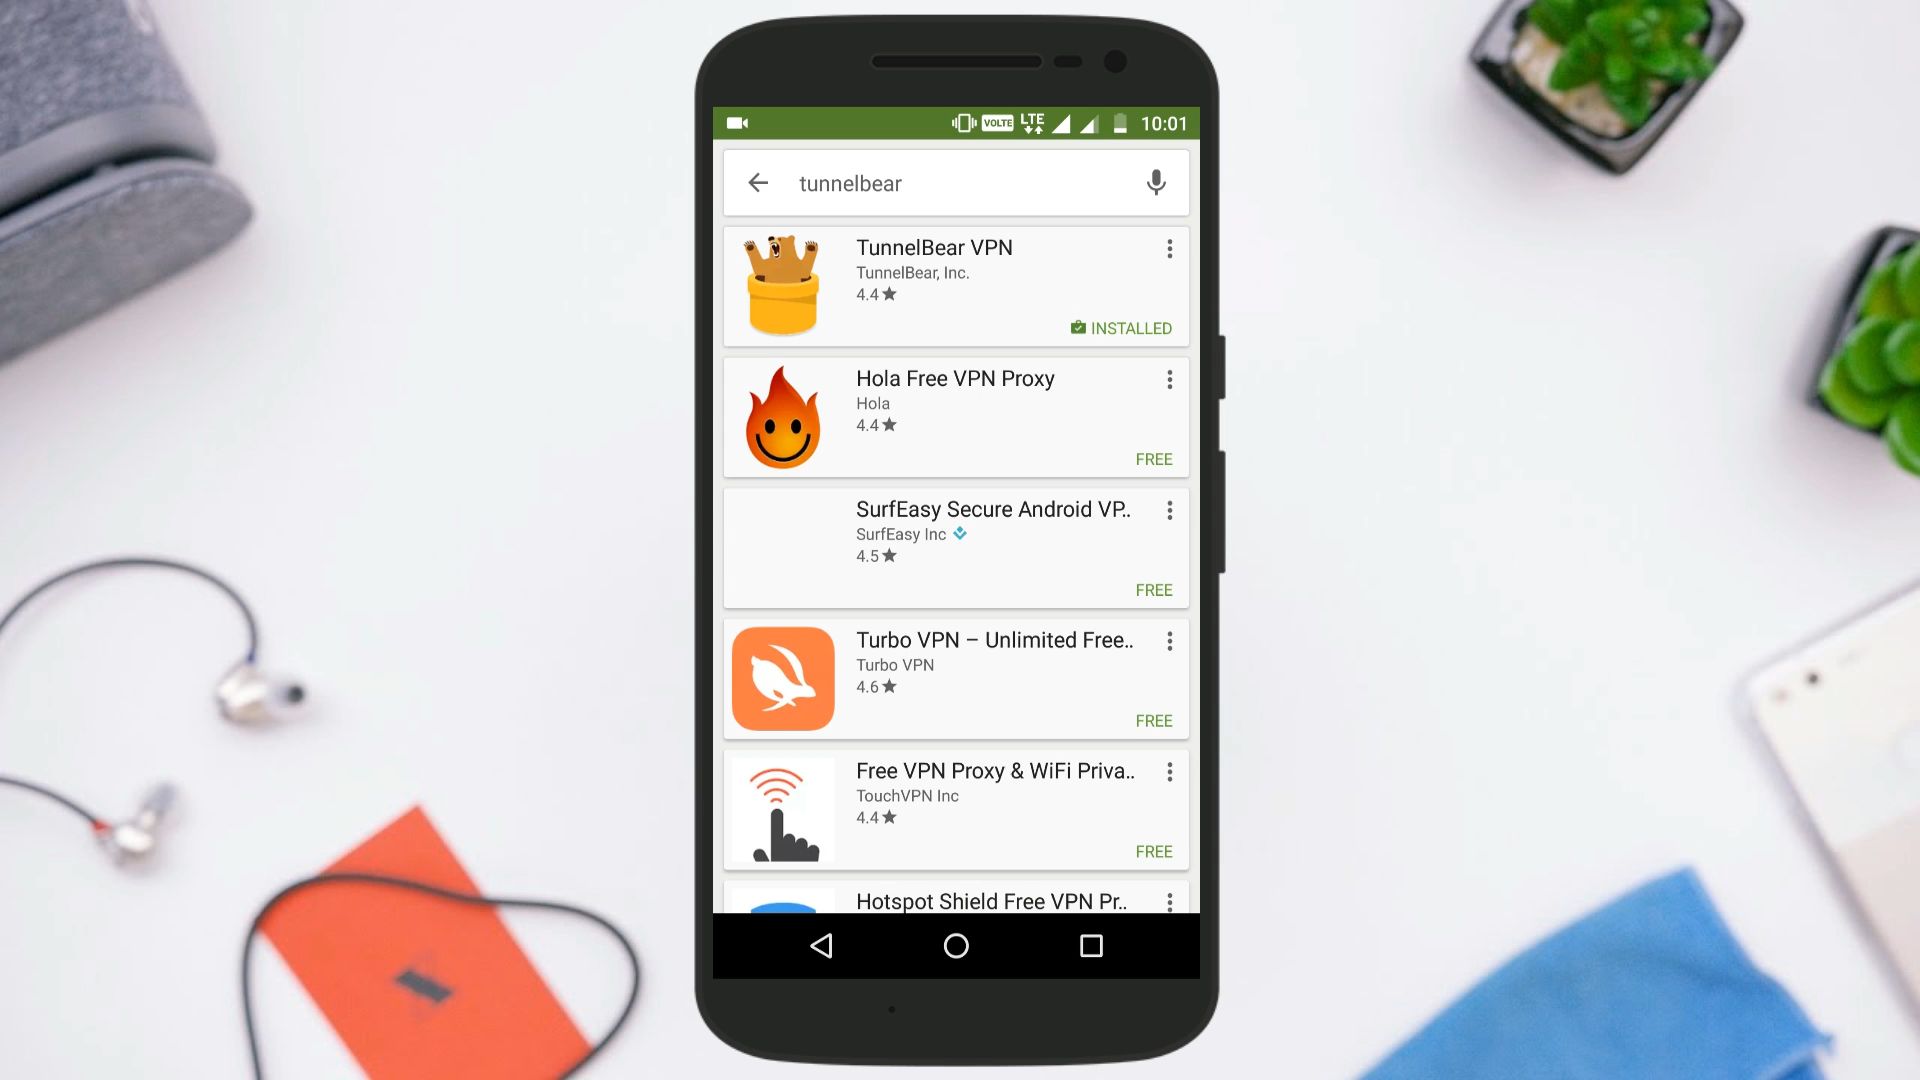 VOLTE LTE 10:01
tunnelbear
TunnelBear VPN
TunnelBear, Inc.
4.4
INSTALLED
Hola Free VPN Proxy
Hola
4.4
FREE
SurfEasy Secure Android VP..
SurfEasy Inc
4.5
FREE
Turbo VPN – Unlimited Free..
Turbo VPN
4.6
FREE
Free VPN Proxy & WiFi Priva..
TouchVPN Inc
4.4
FREE
Hotspot Shield Free VPN Pr..